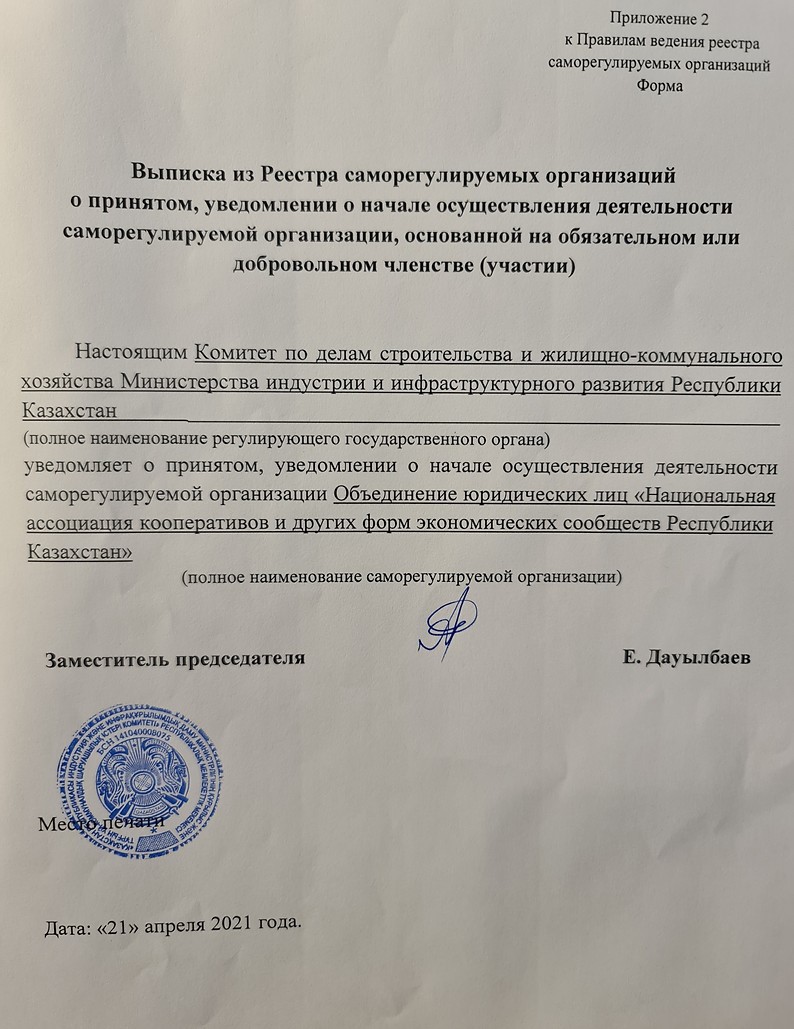 Приложение 2
к Правилам ведения реестра
саморегулируемых организаций
Форма
Выписка из Реестра саморегулируемых организаций
о принятом, уведомлении о начале осуществления деятельности
саморегулируемой организации, основанной на обязательном или
добровольном членстве (участии)
Настоящим Комитет по делам строительства и жилищно-коммунального
хозяйства Министерства индустрии и инфраструктурного развития Республики
Казахстан
(полное наименование регулирующего государственного органа)
уведомляет о принятом, уведомлении о начале осуществления деятельности
саморегулируемой организации Объединение юридических лиц «Национальная
ассоциация кооперативов и других форм экономических сообществ Республики
Казахстан»
(полное наименование саморегулируемой организации)
Заместитель председателя Е. Дауылбаев
БСН 141040008075
Место печати
Дата: «21» апреля 2021 года.